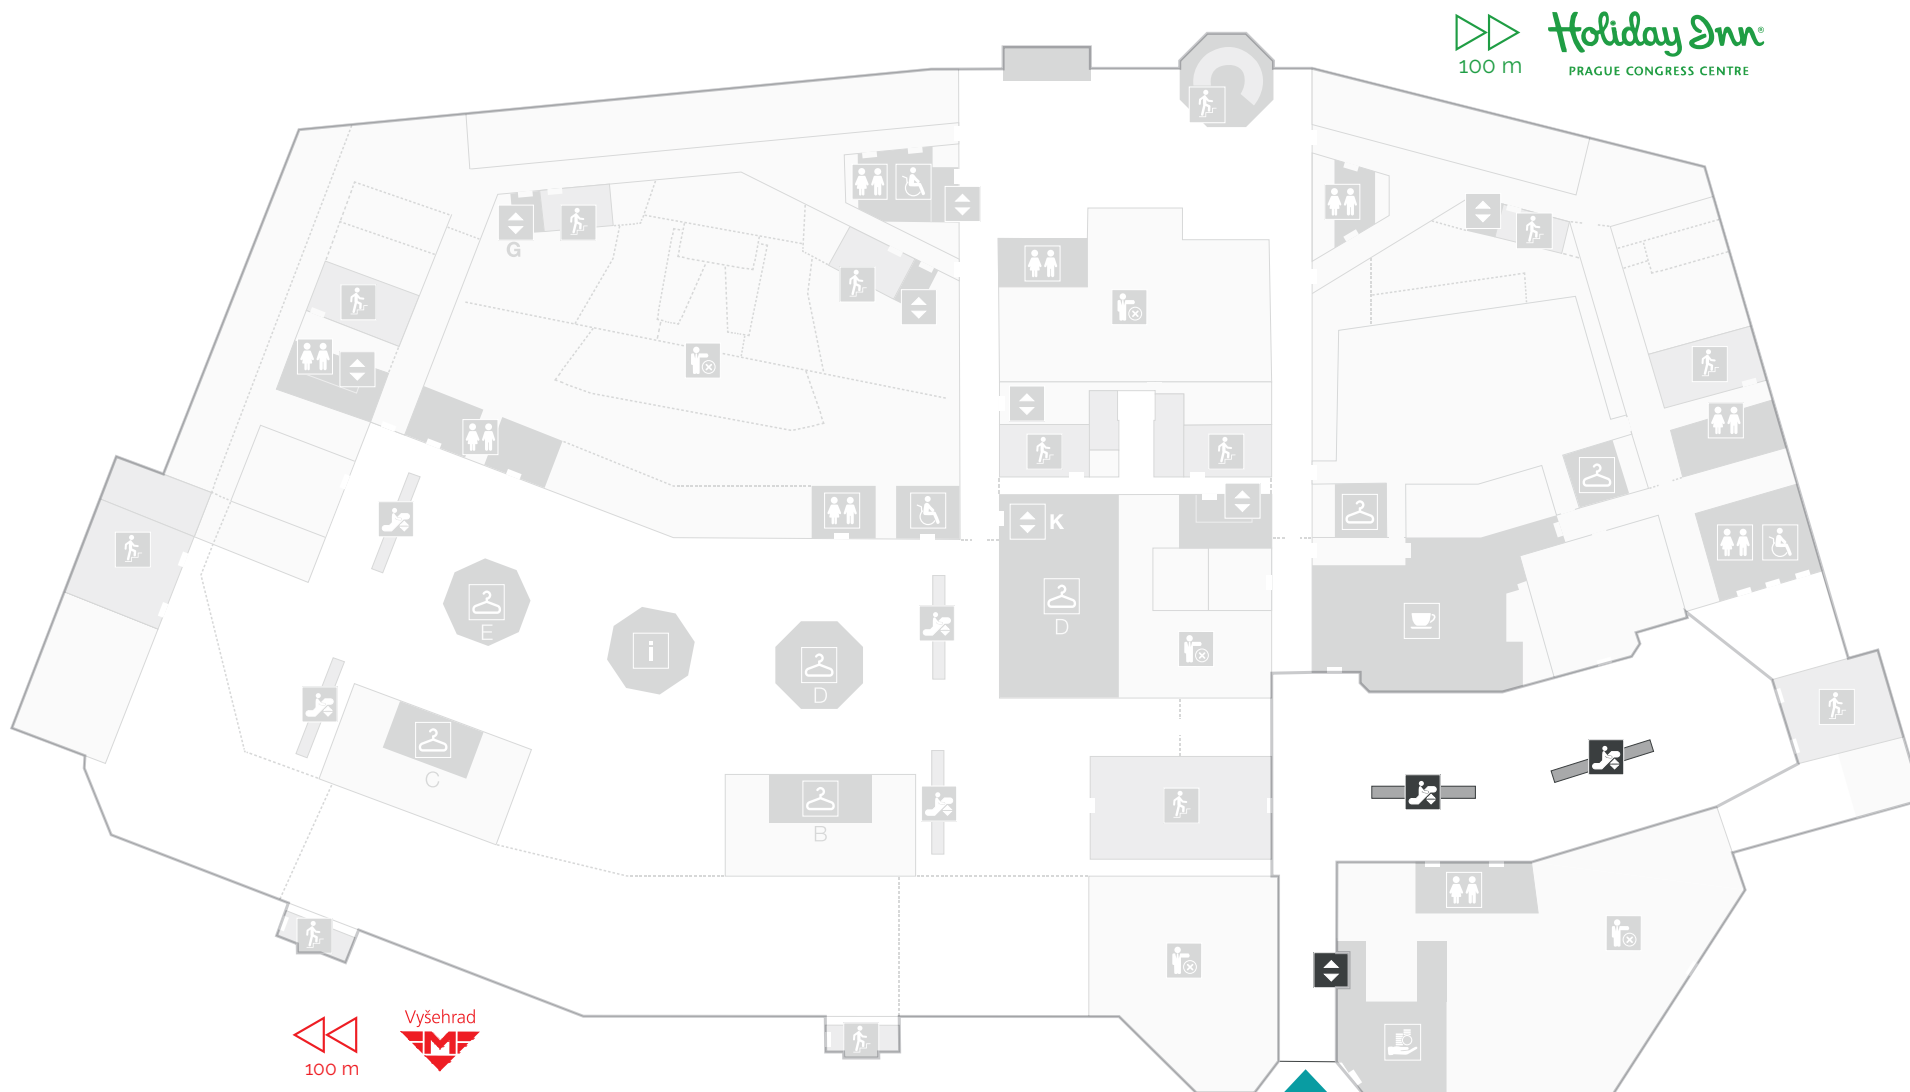 Holiday Inn®
100 m
PRAGUE CONGRESS CENTRE
G
K
E
i
D
D
C
B
Vyšehrad
M
100 m